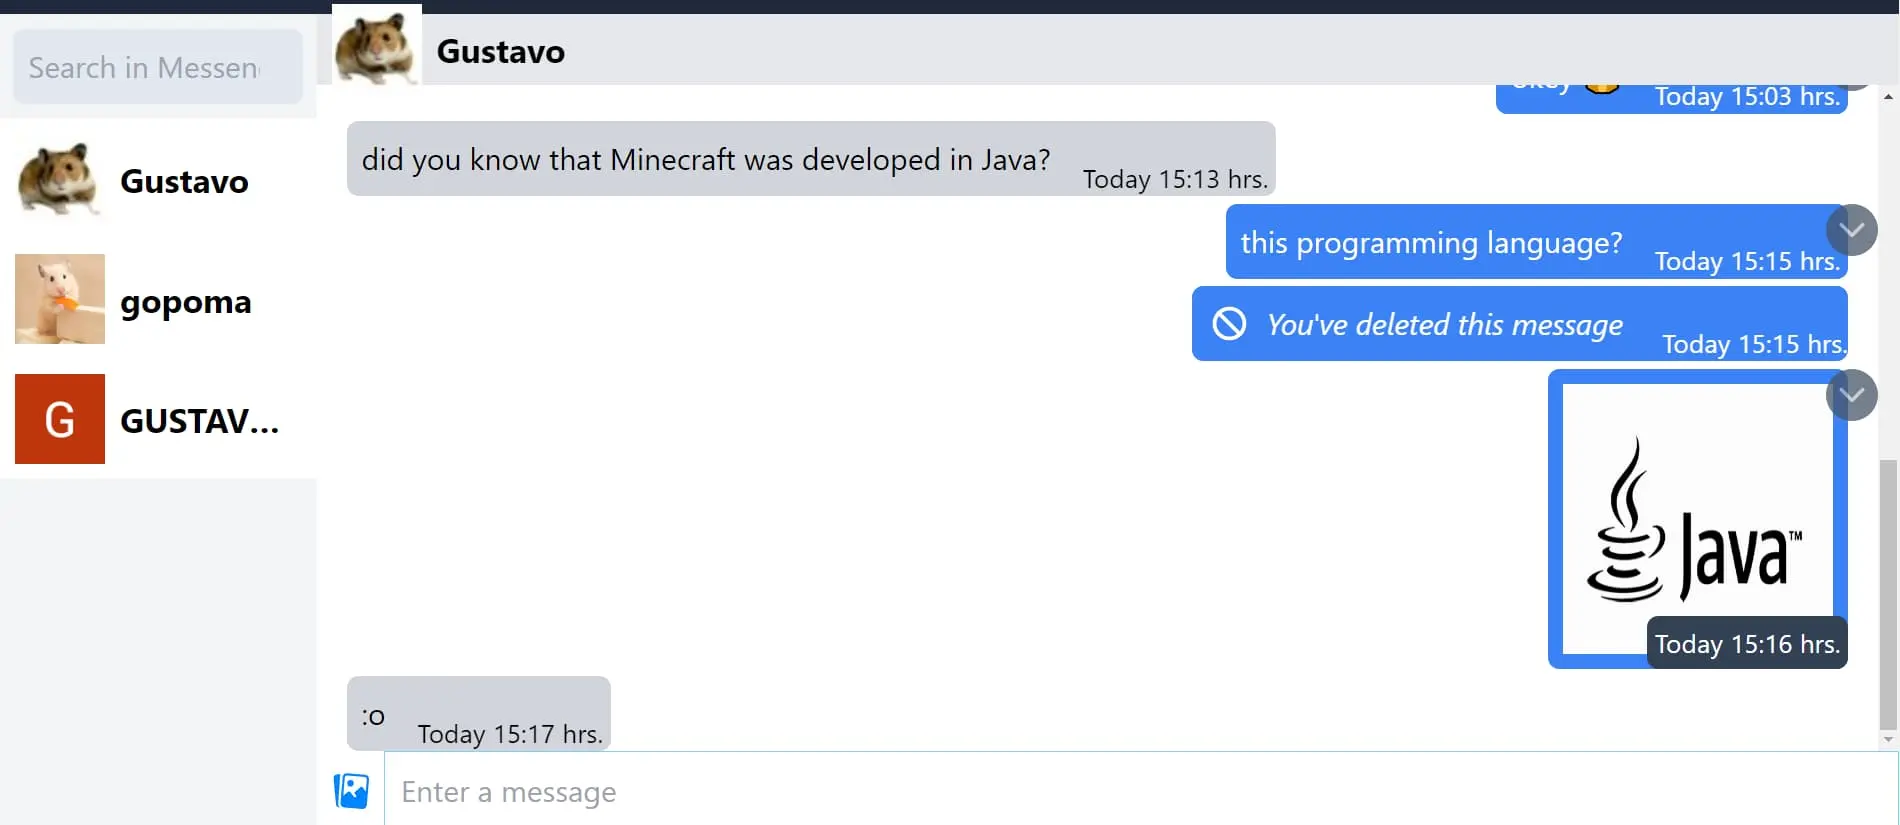 Search in Messen
Gustavo
gopoma
G
GUSTAV...
Gustavo
Today 15:03 hrs.
did you know that Minecraft was developed in Java?
Today 15:13 hrs.
this programming language?
Today 15:15 hrs.
You've deleted this message
Today 15:15 hrs.
Java™
Today 15:16 hrs.
:o
Today 15:17 hrs.
Enter a message